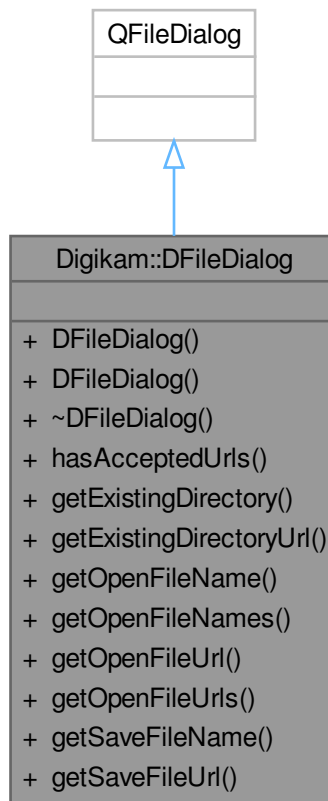 QFileDialog
Digikam::DFileDialog
+ DFileDialog()
+ DFileDialog()
+ ~DFileDialog()
+ hasAcceptedUrls()
+ getExistingDirectory()
+ getExistingDirectoryUrl()
+ getOpenFileName()
+ getOpenFileNames()
+ getOpenFileUrl()
+ getOpenFileUrls()
+ getSaveFileName()
+ getSaveFileUrl()